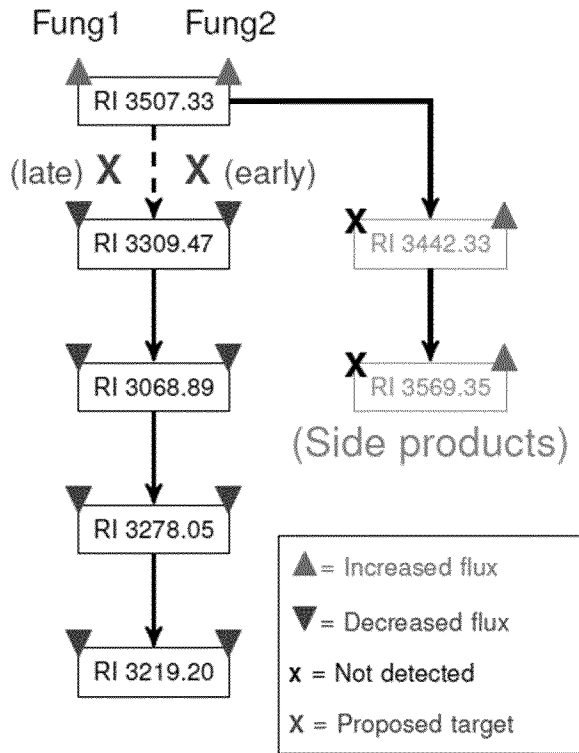 Fung1 Fung2
RI 3507.33
(late) X X (early)
RI 3309.47
X RI 3442.33
RI 3068.89
X RI 3569.35
(Side products)
RI 3278.05
RI 3219.20
= Increased flux
= Decreased flux
x = Not detected
X = Proposed target